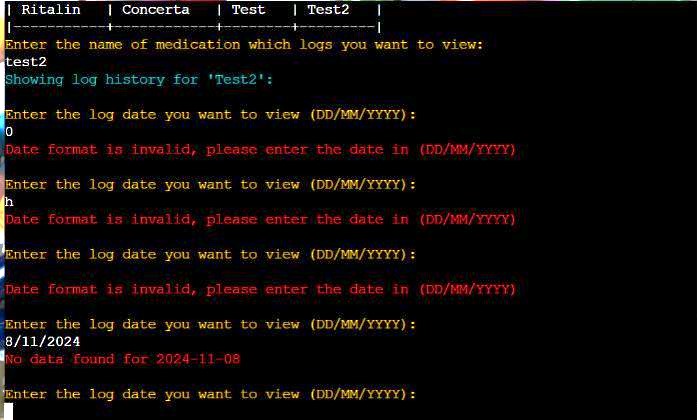 | Ritalin | Concerta | Test | Test2 |
|-----------+------------+--------+---------|
Enter the name of medication which logs you want to view:
test2
Showing log history for 'Test2':
Enter the log date you want to view (DD/MM/YYYY):
0
Date format is invalid, please enter the date in (DD/MM/YYYY)
Enter the log date you want to view (DD/MM/YYYY):
h
Date format is invalid, please enter the date in (DD/MM/YYYY)
Enter the log date you want to view (DD/MM/YYYY):
Date format is invalid, please enter the date in (DD/MM/YYYY)
Enter the log date you want to view (DD/MM/YYYY):
8/11/2024
No data found for 2024-11-08
Enter the log date you want to view (DD/MM/YYYY):